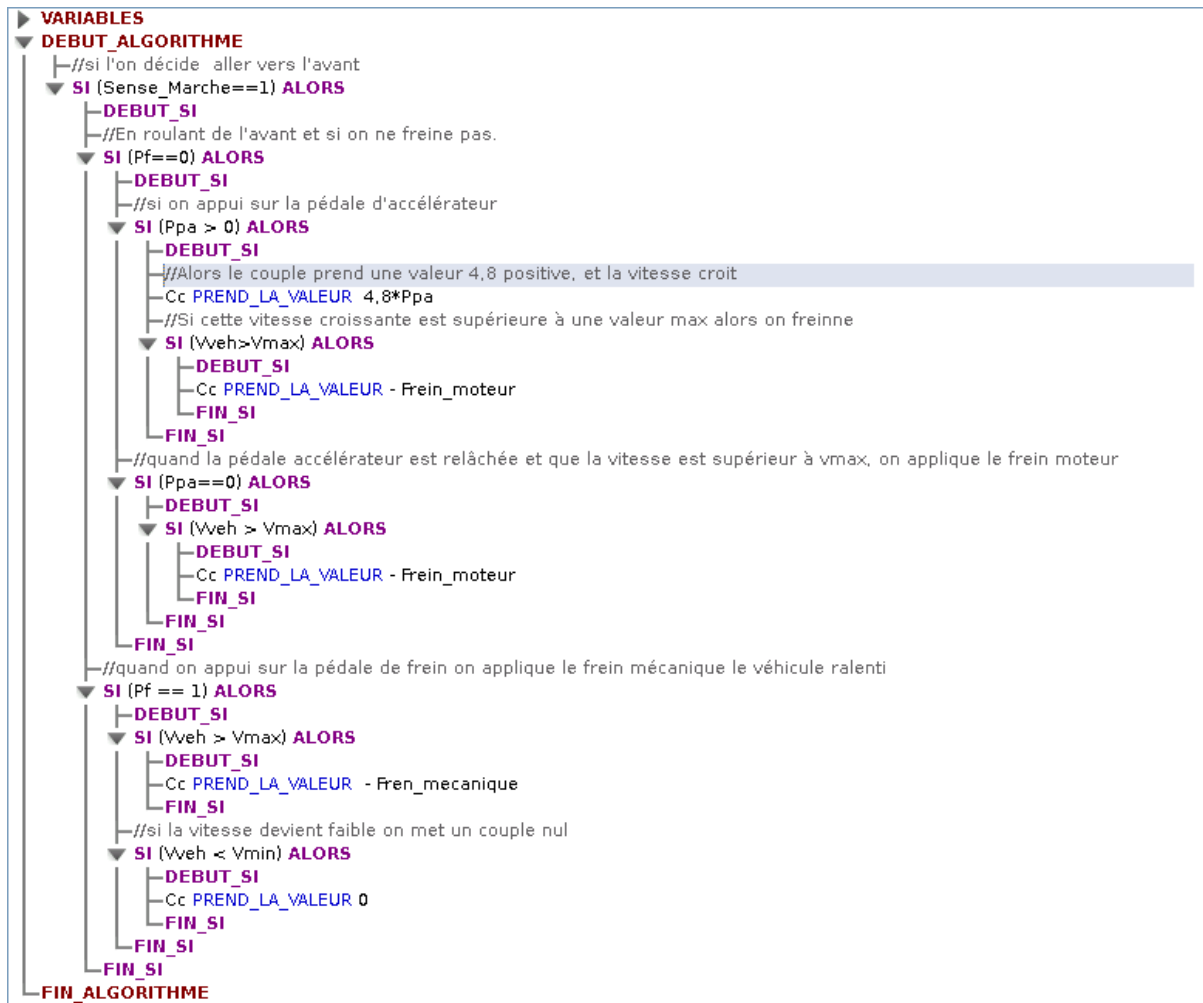 VARIABLES
DEBUT_ALGORITHME
//si l'on décide aller vers l'avant
SI (Sense_Marche==1) ALORS
DEBUT_SI
//En roulant de l'avant et si on ne freine pas.
SI (Pf==0) ALORS
DEBUT_SI
//si on appui sur la pédale d'accélérateur
SI (Ppa > 0) ALORS
DEBUT_SI
//Alors le couple prend une valeur 4,8 positive, et la vitesse croit
Cc PREND_LA_VALEUR 4,8*Ppa
//Si cette vitesse croissante est supérieure à une valeur max alors on freinne
SI (Vveh>Vmax) ALORS
DEBUT_SI
Cc PREND_LA_VALEUR - Frein_moteur
FIN_SI
FIN_SI
//quand la pédale accélérateur est relâchée et que la vitesse est supérieur à vmax, on applique le frein moteur
SI (Ppa==0) ALORS
DEBUT_SI
SI (Vveh > Vmax) ALORS
DEBUT_SI
Cc PREND_LA_VALEUR - Frein_moteur
FIN_SI
FIN_SI
FIN_SI
//quand on appui sur la pédale de frein on applique le frein mécanique le véhicule ralenti
SI (Pf == 1) ALORS
DEBUT_SI
SI (Vveh > Vmax) ALORS
DEBUT_SI
Cc PREND_LA_VALEUR - Fren_mecanique
FIN_SI
//si la vitesse devient faible on met un couple nul
SI (Vveh < Vmin) ALORS
DEBUT_SI
Cc PREND_LA_VALEUR 0
FIN_SI
FIN_SI
FIN_SI
FIN_ALGORITHME